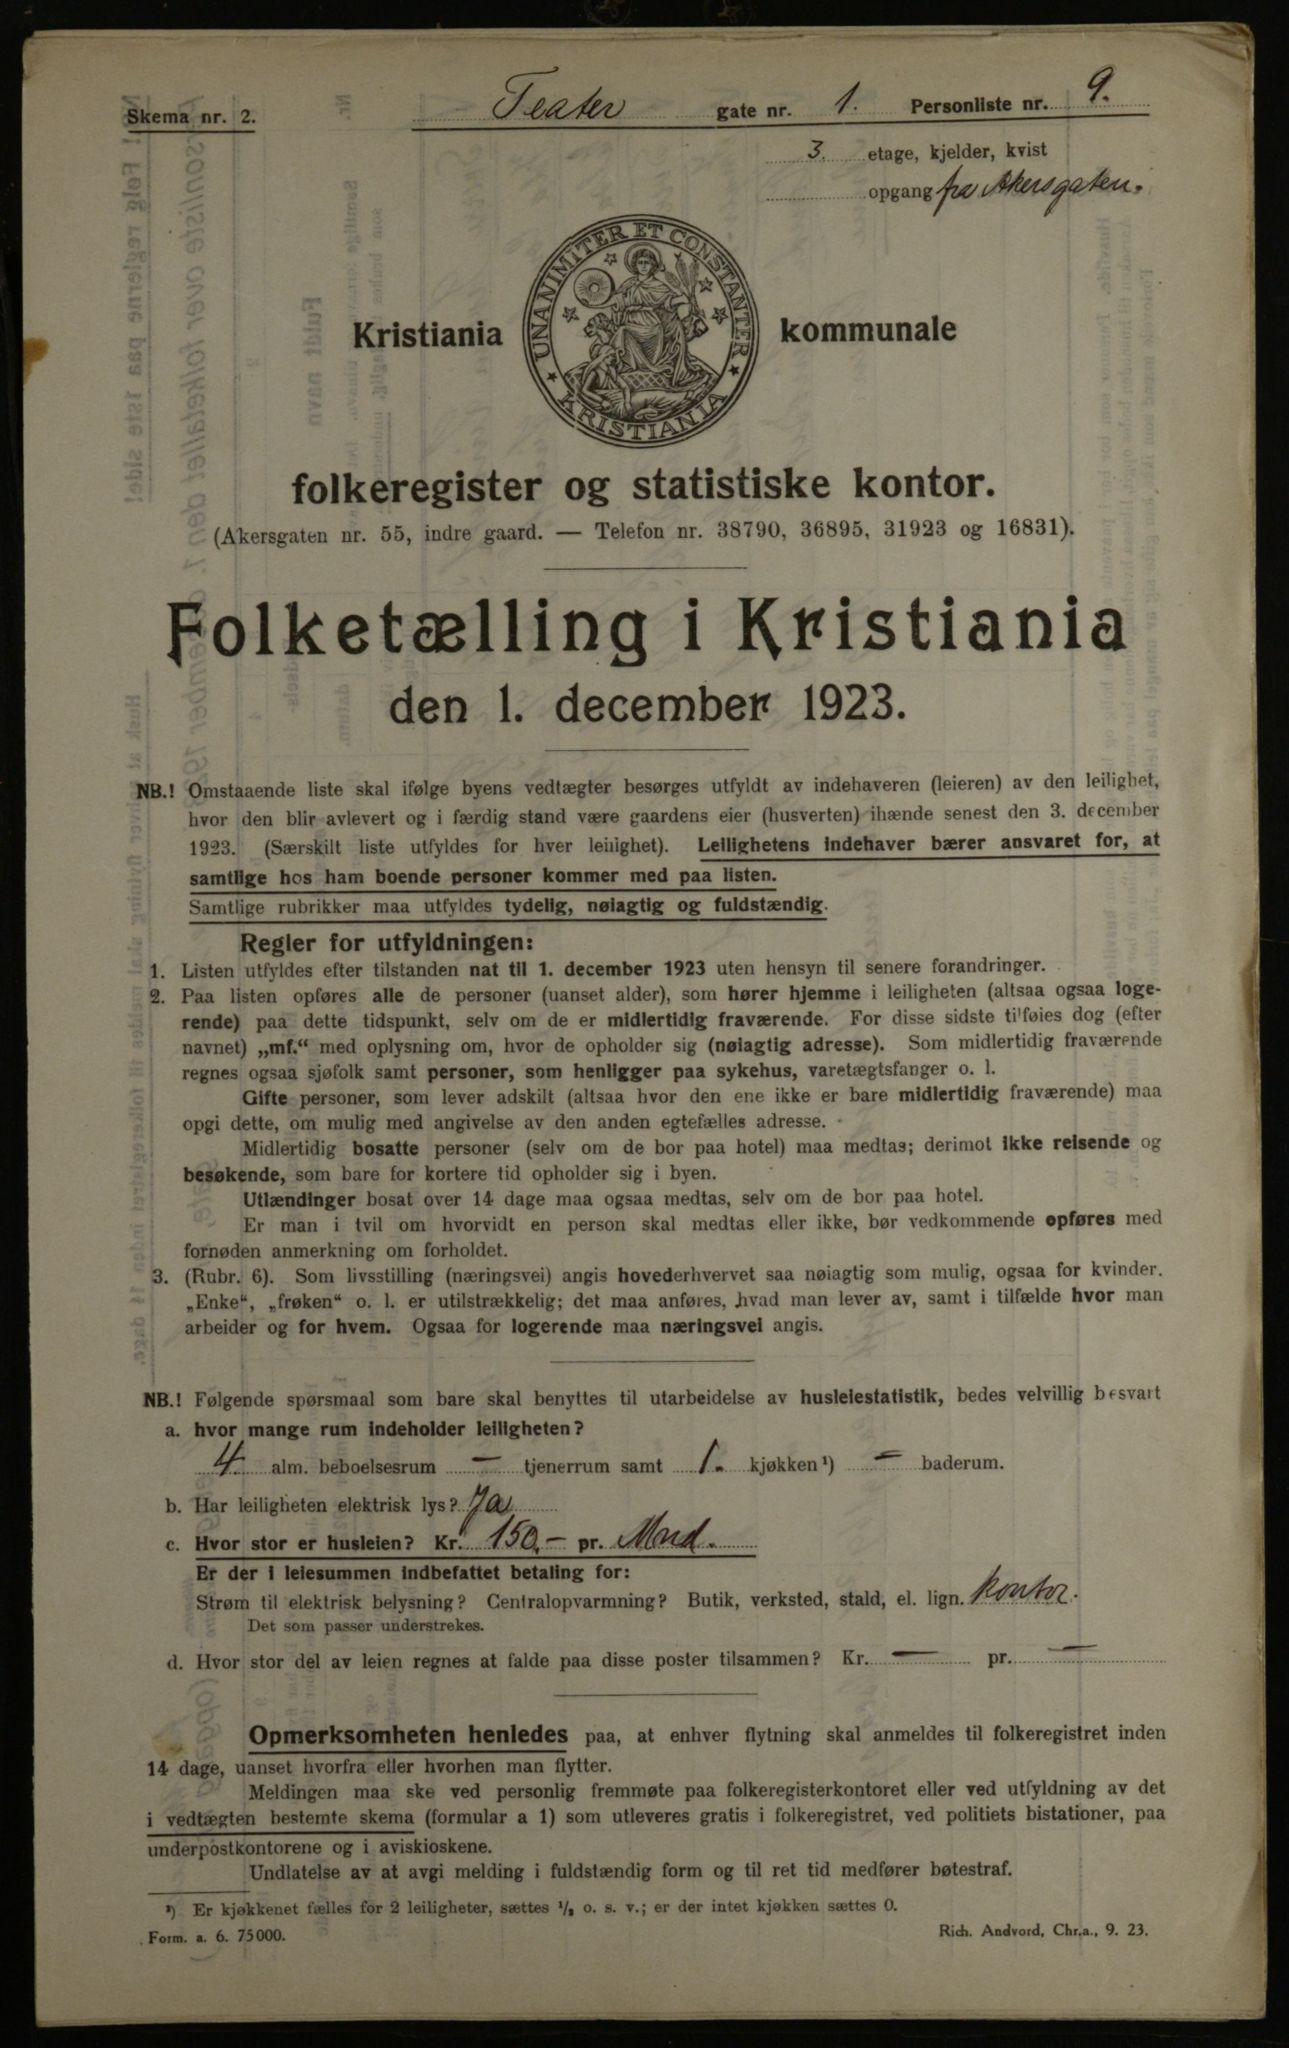 Skema nr. 2.
Teater gate nr. 1. Personliste nr. 9.
3. etage, kjelder, kvist
opgang fra Akersgaten.
UNANIMITER ET CONSTANTER
KRISTIANIA
Kristiania kommunale
folkeregister og statistiske kontor.
(Akersgaten nr. 55, indre gaard. — Telefon nr. 38790, 36895, 31923 og 16831).
Folketælling i Kristiania
den 1. december 1923.
NB.! Omstaaende liste skal ifølge byens vedtægter besørges utfyldt av indehaveren (leieren) av den leilighet,
hvor den blir avlevert og i færdig stand være gaardens eier (husverten) ihænde senest den 3. december
1923. (Særskilt liste utfyldes for hver leilighet). Leilighetens indehaver bærer ansvaret for, at
samtlige hos ham boende personer kommer med paa listen.
Samtlige rubrikker maa utfyldes tydelig, nøiagtig og fuldstændig.
Regler for utfyldningen:
1. Listen utfyldes efter tilstanden nat til 1. december 1923 uten hensyn til senere forandringer.
2. Paa listen opføres alle de personer (uanset alder), som hører hjemme i leiligheten (altsaa ogsaa loge-
rende) paa dette tidspunkt, selv om de er midlertidig fraværende. For disse sidste tilføies dog (efter
navnet) „mf.“ med oplysning om, hvor de opholder sig (nøiagtig adresse). Som midlertidig fraværende
regnes ogsaa sjøfolk samt personer, som henligger paa sykehus, varetægtsfanger o. l.
Gifte personer, som lever adskilt (altsaa hvor den ene ikke er bare midlertidig fraværende) maa
opgi dette, om mulig med angivelse av den anden egtefælles adresse.
Midlertidig bosatte personer (selv om de bor paa hotel) maa medtas; derimot ikke reisende og
besøkende, som bare for kortere tid opholder sig i byen.
Utlændinger bosat over 14 dage maa ogsaa medtas, selv om de bor paa hotel.
Er man i tvil om hvorvidt en person skal medtas eller ikke, bør vedkommende opføres med
fornøden anmerkning om forholdet.
3. (Rubr. 6). Som livsstilling (næringsvei) angis hovederhvervet saa nøiagtig som mulig, ogsaa for kvinder.
„Enke“, „frøken“ o. l. er utilstrækkelig; det maa anføres, hvad man lever av, samt i tilfælde hvor man
arbeider og for hvem. Ogsaa for logerende maa næringsvei angis.
NB.! Følgende spørsmaal som bare skal benyttes til utarbeidelse av husleiestatistik, bedes velvillig besvart
a. hvor mange rum indeholder leiligheten?
4. alm. beboelsesrum — tjenerrum samt 1. kjøkken ¹) — baderum.
b. Har leiligheten elektrisk lys? Ja
c. Hvor stor er husleien? Kr. 150,— pr. Mnd.
Er der i leiesummen indbefattet betaling for:
Strøm til elektrisk belysning? Centralopvarmning? Butik, verksted, stald, el. lign. kontor.
Det som passer understrekes.
d. Hvor stor del av leien regnes at falde paa disse poster tilsammen? Kr. — pr. —
Opmerksomheten henledes paa, at enhver flytning skal anmeldes til folkeregistret inden
14 dage, uanset hvorfra eller hvorhen man flytter.
Meldingen maa ske ved personlig fremmøte paa folkeregisterkontoret eller ved utfyldning av det
i vedtægten bestemte skema (formular a 1) som utleveres gratis i folkeregistret, ved politiets bistationer, paa
underpostkontorene og i aviskioskene.
Undlatelse av at avgi melding i fuldstændig form og til ret tid medfører bøtestraf.
¹) Er kjøkkenet fælles for 2 leiligheter, sættes ½ o. s. v.; er der intet kjøkken sættes 0.
Form. a. 6. 75000.
Rich. Andvord, Chr.a., 9. 23.